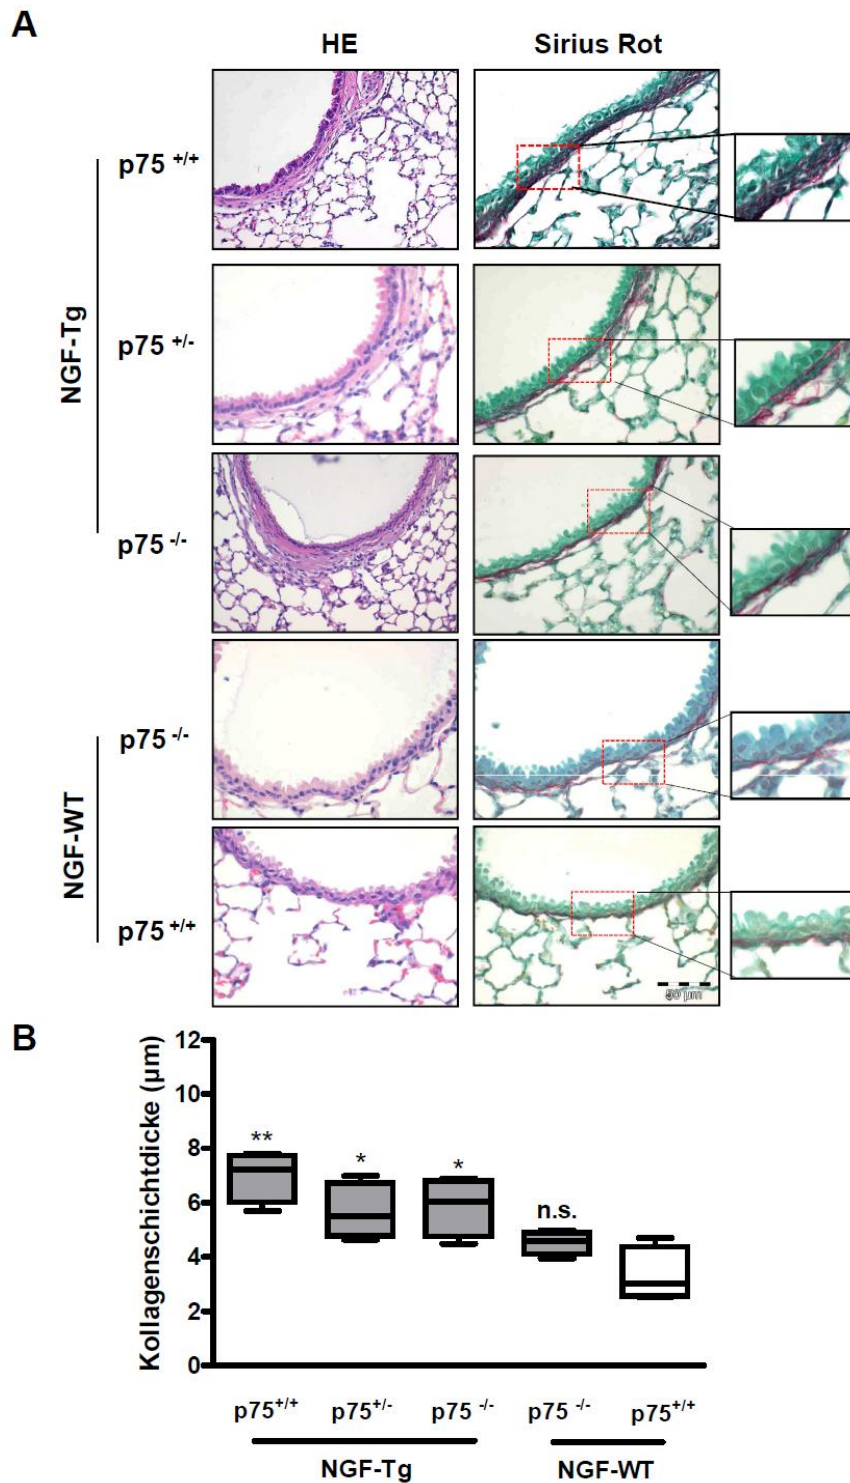 A
HE
Sirius Rot
NGF-Tg
p75 +/+
p75 +/-
p75 -/-
NGF-WT
p75 -/-
p75 +/+
50 µm
B
Kollagenschichtdicke (µm)
12
10
8
6
4
2
0
**
*
*
n.s.
p75+/+
p75+/-
p75 -/-
p75 -/-
p75+/+
NGF-Tg
NGF-WT